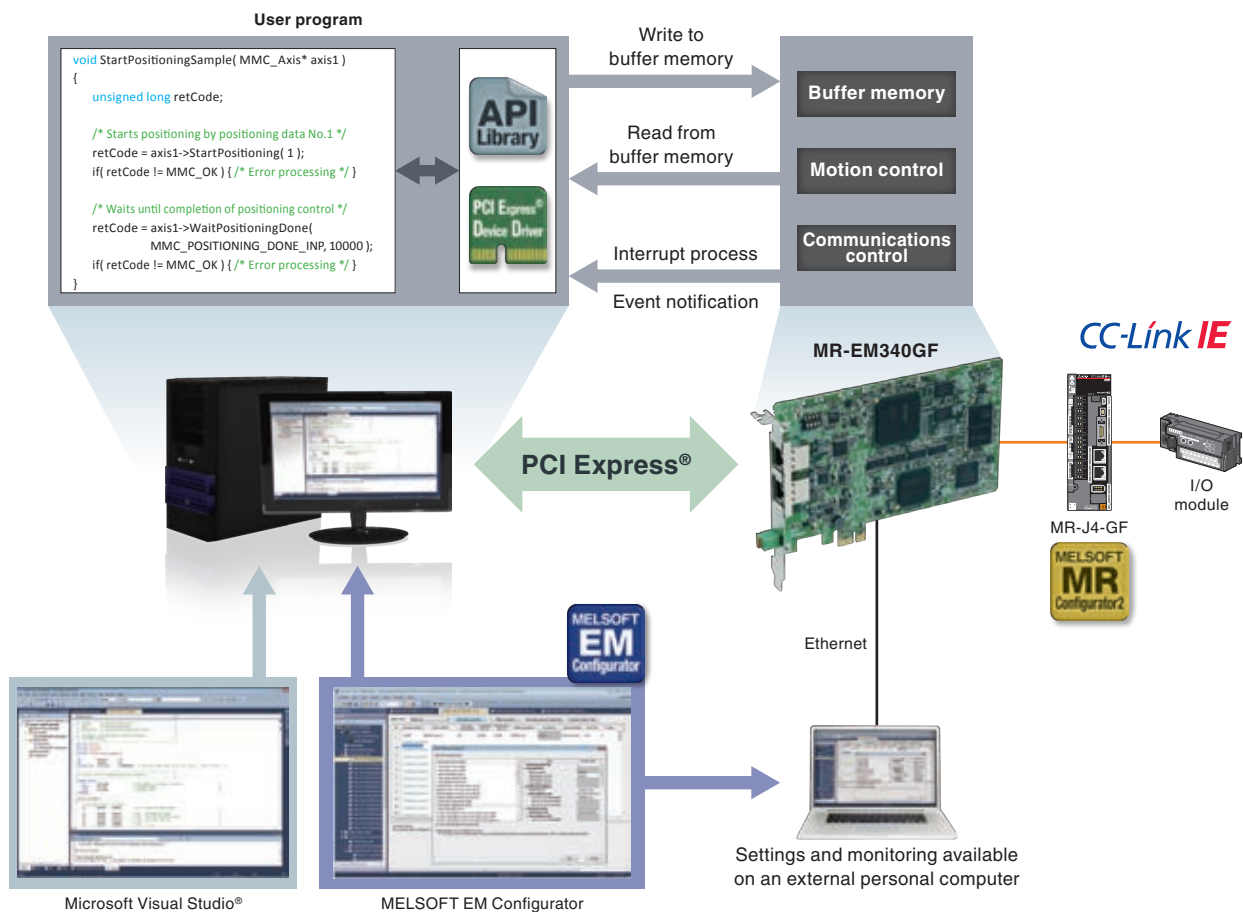 User program
void StartPositioningSample( MMC_Axis* axis1 )
{
unsigned long retCode;
/* Starts positioning by positioning data No.1 */
retCode = axis1->StartPositioning( 1 );
if( retCode != MMC_OK ) { /* Error processing */ }
/* Waits until completion of positioning control */
retCode = axis1->WaitPositioningDone(
MMC_POSITIONING_DONE_INP, 10000 );
if( retCode != MMC_OK ) { /* Error processing */ }
}
API
Library
PCI Express®
Device Driver
Write to
buffer memory
Read from
buffer memory
Interrupt process
Event notification
Buffer memory
Motion control
Communications
control
MR-EM340GF
CC-Link IE
PCI Express®
I/O
module
MR-J4-GF
MELSOFT
MR
Configurator2
MELSOFT
EM
Configurator
Ethernet
Settings and monitoring available
on an external personal computer
Microsoft Visual Studio®
MELSOFT EM Configurator